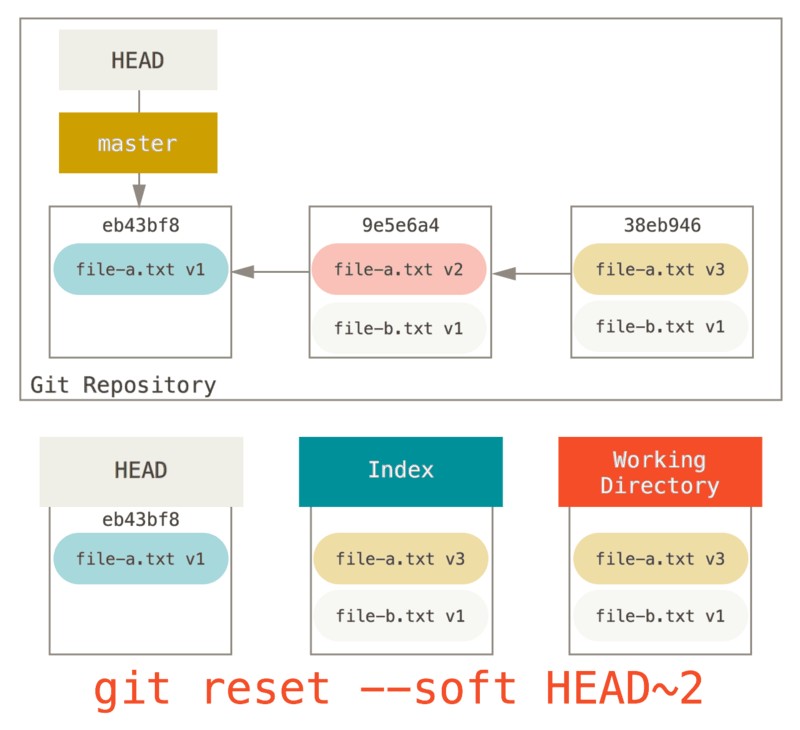 HEAD
master
eb43bf8
file-a.txt v1
9e5e6a4
file-a.txt v2
file-b.txt v1
38eb946
file-a.txt v3
file-b.txt v1
Git Repository
HEAD
eb43bf8
file-a.txt v1
Index
file-a.txt v3
file-b.txt v1
Working
Directory
file-a.txt v3
file-b.txt v1
git reset --soft HEAD~2